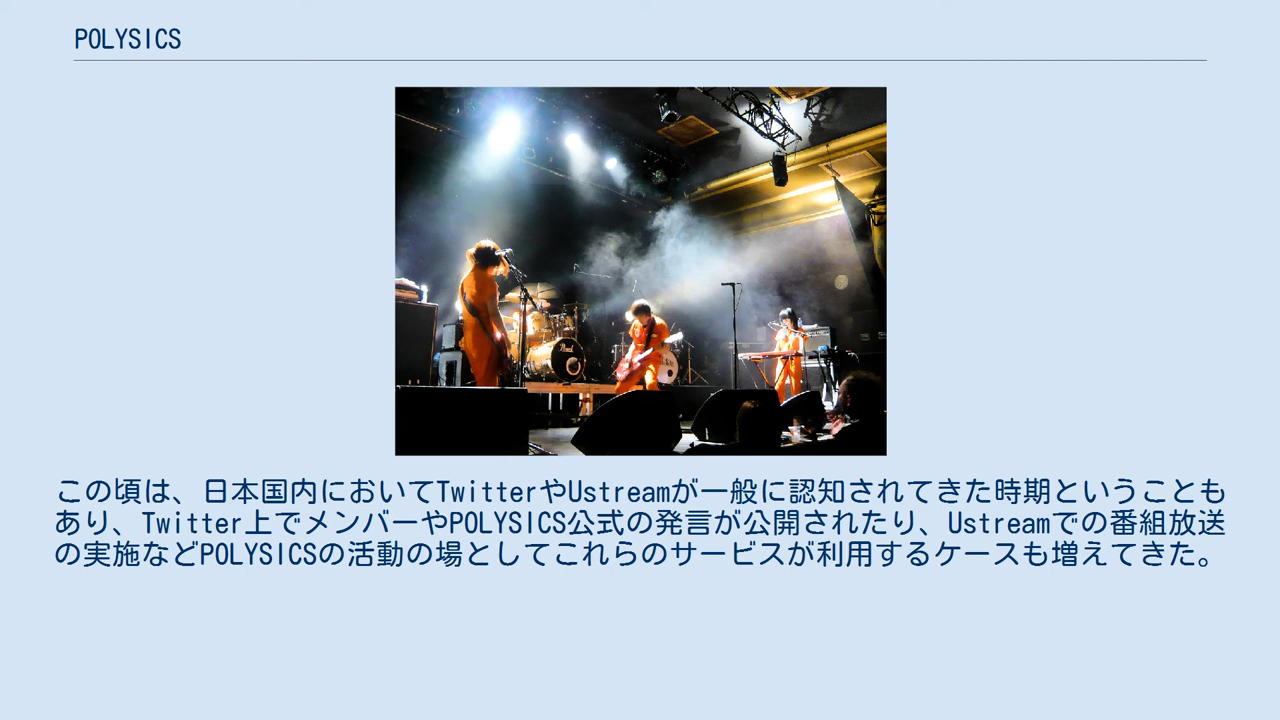 POLYSICS
この頃は、日本国内においてTwitterやUstreamが一般に認知されてきた時期ということも
あり、Twitter上でメンバーやPOLYSICS公式の発言が公開されたり、Ustreamでの番組放送
の実施などPOLYSICSの活動の場としてこれらのサービスが利用するケースも増えてきた。